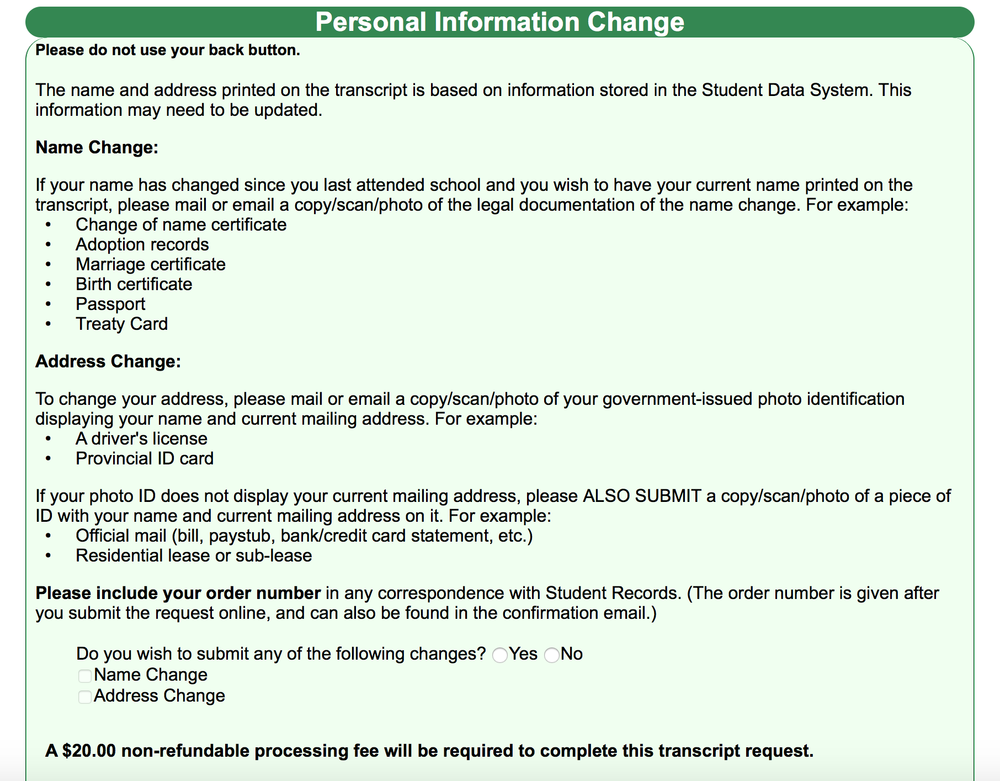 Personal Information Change
Please do not use your back button.
The name and address printed on the transcript is based on information stored in the Student Data System. This
information may need to be updated.
Name Change:
If your name has changed since you last attended school and you wish to have your current name printed on the
transcript, please mail or email a copy/scan/photo of the legal documentation of the name change. For example:
• Change of name certificate
• Adoption records
• Marriage certificate
• Birth certificate
• Passport
• Treaty Card
Address Change:
To change your address, please mail or email a copy/scan/photo of your government-issued photo identification
displaying your name and current mailing address. For example:
• A driver's license
• Provincial ID card
If your photo ID does not display your current mailing address, please ALSO SUBMIT a copy/scan/photo of a piece of
ID with your name and current mailing address on it. For example:
• Official mail (bill, paystub, bank/credit card statement, etc.)
• Residential lease or sub-lease
Please include your order number in any correspondence with Student Records. (The order number is given after
you submit the request online, and can also be found in the confirmation email.)
Do you wish to submit any of the following changes? Yes No
Name Change
Address Change
A $20.00 non-refundable processing fee will be required to complete this transcript request.